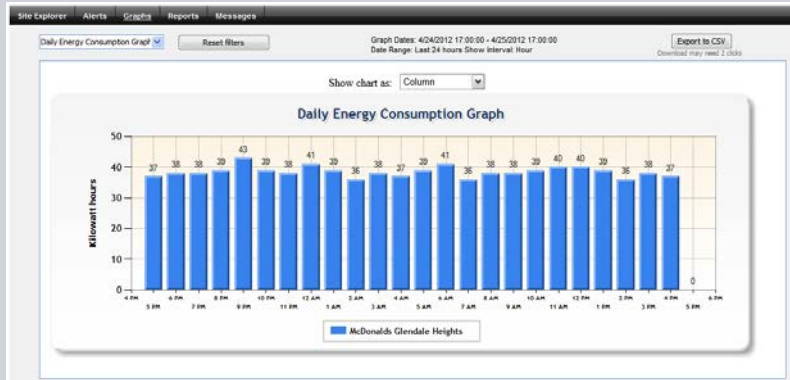 Site Explorer Alerts Graphs Reports Messages
Daily Energy Consumption Graph
Reset filters
Graph Dates: 4/24/2012 17:00:00 - 4/25/2012 17:00:00
Date Range: Last 24 hours Show Interval: Hour
Export to CSV
Download may need 2 clicks
Show chart as: Column
Daily Energy Consumption Graph
Kilowatt hours
50
40
30
20
10
0
37 38 38 39 43 39 38 41 39 36 38 37 39 41 36 38 38 39 40 40 39 36 38 37 0
4 PM 6 PM 8 PM 10 PM 12 AM 2 AM 4 AM 6 AM 8 AM 10 AM 12 PM 2 PM 4 PM 6 PM
5 PM 7 PM 9 PM 11 PM 1 AM 3 AM 5 AM 7 AM 9 AM 11 AM 1 PM 3 PM 5 PM
McDonalds Glendale Heights